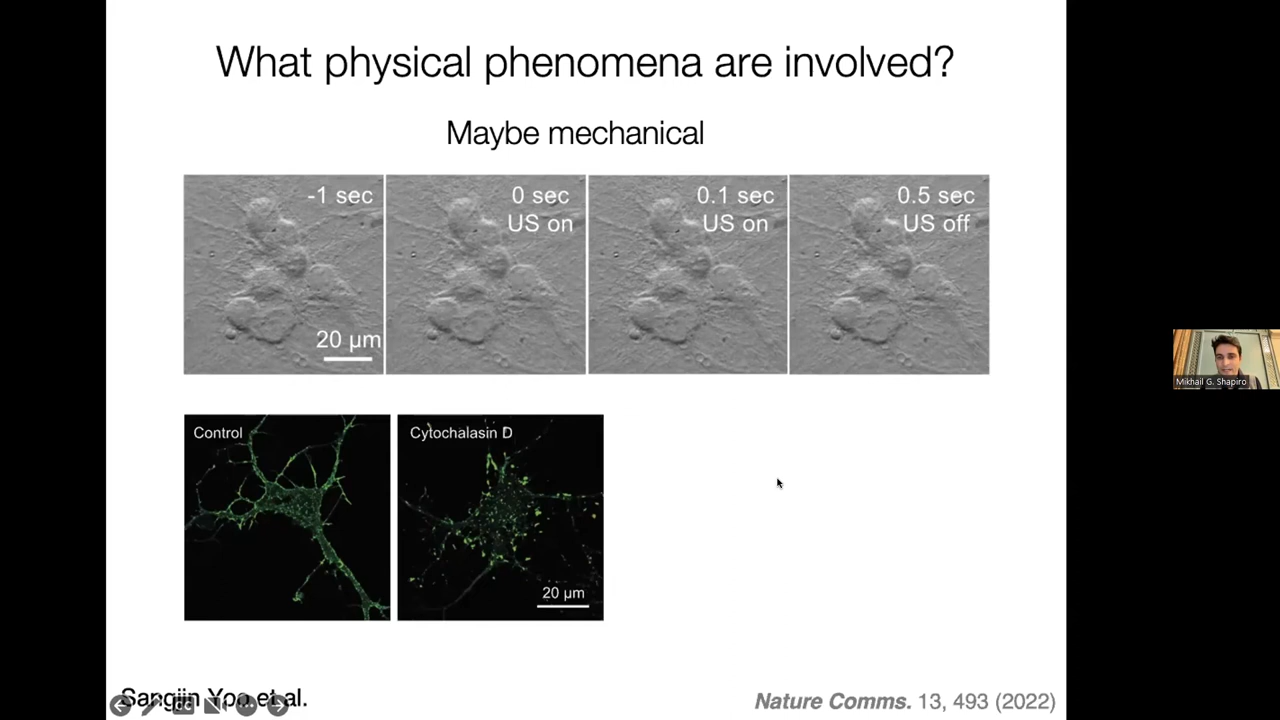 What physical phenomena are involved?
Maybe mechanical
-1 sec
0 sec
US on
0.1 sec
US on
0.5 sec
US off
20 µm
Control
Cytochalasin D
20 µm
Mikhail G. Shapiro
Sangjin Yoo et al.
Nature Comms. 13, 493 (2022)
CC